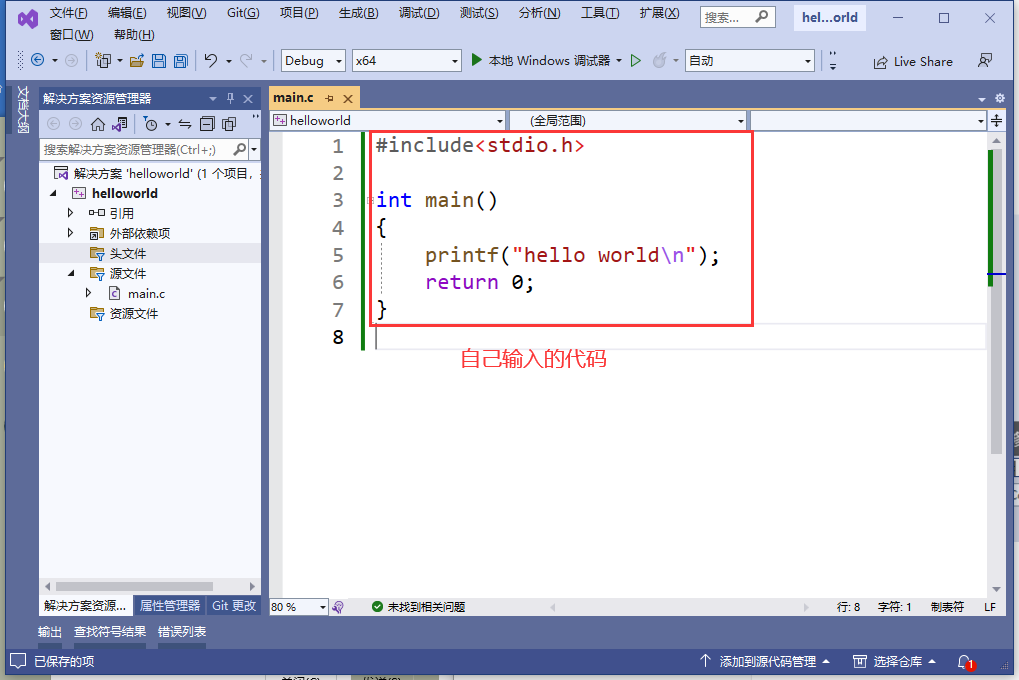 文件(F) 编辑(E) 视图(V) Git(G) 项目(P) 生成(B) 调试(D) 测试(S) 分析(N) 工具(T) 扩展(X) 搜索... hel...orld
窗口(W) 帮助(H)
Debug x64 本地 Windows 调试器 自动 Live Share
文档大纲
解决方案资源管理器
搜索解决方案资源管理器(Ctrl+;)
解决方案 'helloworld' (1 个项目,
helloworld
引用
外部依赖项
头文件
源文件
main.c
资源文件
解决方案资源... 属性管理器 Git 更改
main.c
helloworld (全局范围)
1 #include<stdio.h>
2
3 int main()
4 {
5 printf("hello world\n");
6 return 0;
7 }
8
自己输入的代码
80 % 未找到相关问题 行: 8 字符: 1 制表符 LF
输出 查找符号结果 错误列表
已保存的项 添加到源代码管理 选择仓库 1